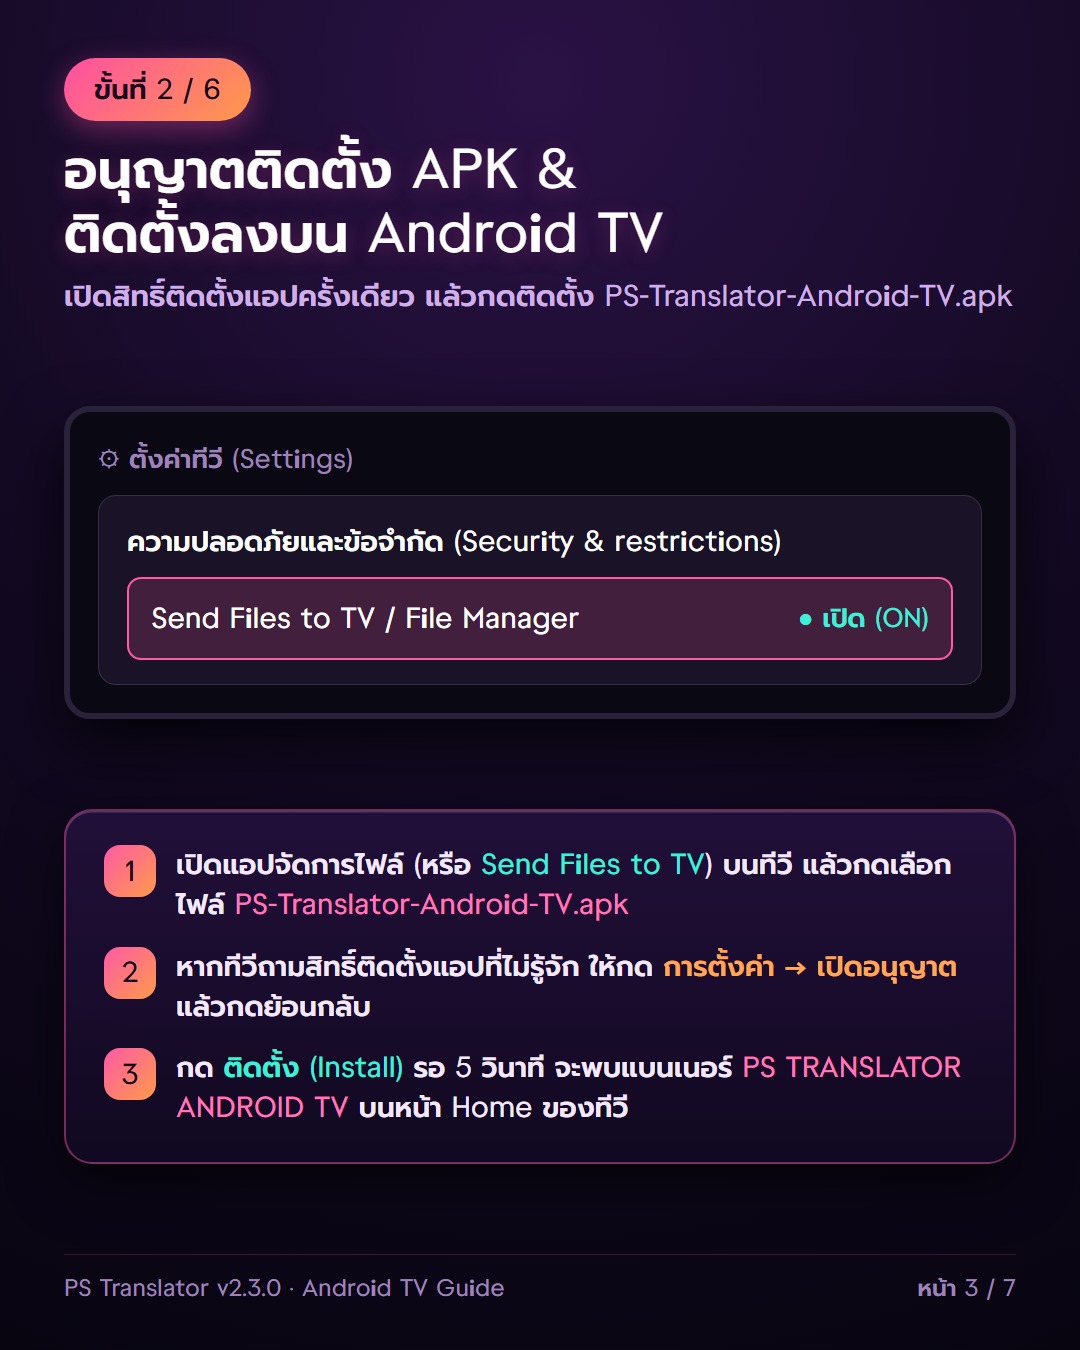 ขั้นที่ 2 / 6
อนุญาตติดตั้ง APK &
ติดตั้งลงบน Android TV
เปิดสิทธิ์ติดตั้งแอปครั้งเดียว แล้วกดติดตั้ง PS-Translator-Android-TV.apk
⚙ ตั้งค่าทีวี (Settings)
ความปลอดภัยและข้อจำกัด (Security & restrictions)
Send Files to TV / File Manager ● เปิด (ON)
1 เปิดแอปจัดการไฟล์ (หรือ Send Files to TV) บนทีวี แล้วกดเลือก
ไฟล์ PS-Translator-Android-TV.apk
2 หากทีวีถามสิทธิ์ติดตั้งแอปที่ไม่รู้จัก ให้กด การตั้งค่า → เปิดอนุญาต
แล้วกดย้อนกลับ
3 กด ติดตั้ง (Install) รอ 5 วินาที จะพบแบนเนอร์ PS TRANSLATOR
ANDROID TV บนหน้า Home ของทีวี
PS Translator v2.3.0 · Android TV Guide หน้า 3 / 7